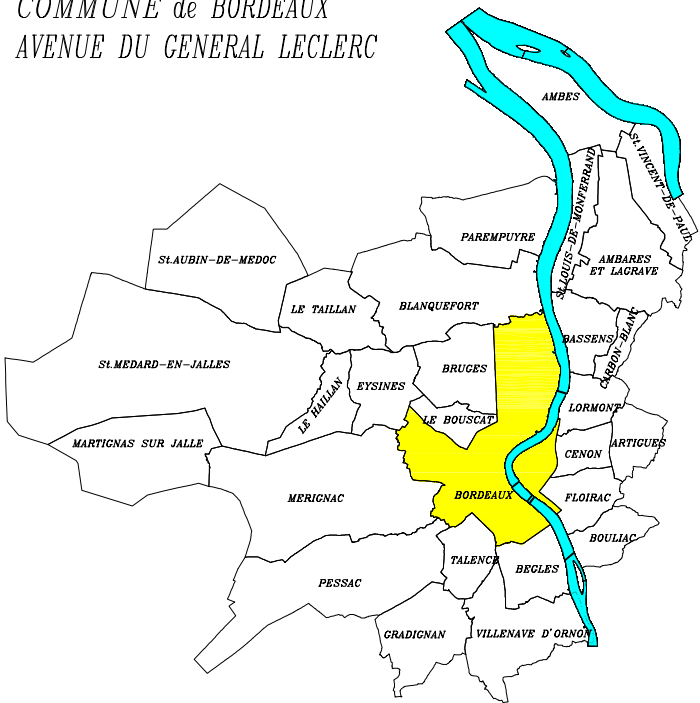 COMMUNE de BORDEAUX
AVENUE DU GENERAL LECLERC
AMBES
St.VINCENT-DE-PAUL
St.LOUIS-DE-MONFERRAND
PAREMPUYRE
St.AUBIN-DE-MEDOC
AMBARES
ET LAGRAVE
LE TAILLAN
BLANQUEFORT
BASSENS
CARBON-BLANC
St.MEDARD-EN-JALLES
BRUGES
LE HAILLAN
EYSINES
LORMONT
LE BOUSCAT
MARTIGNAS SUR JALLE
ARTIGUES
CENON
MERIGNAC
BORDEAUX
FLOIRAC
BOULIAC
TALENCE
BEGLES
PESSAC
GRADIGNAN
VILLENAVE D'ORNON